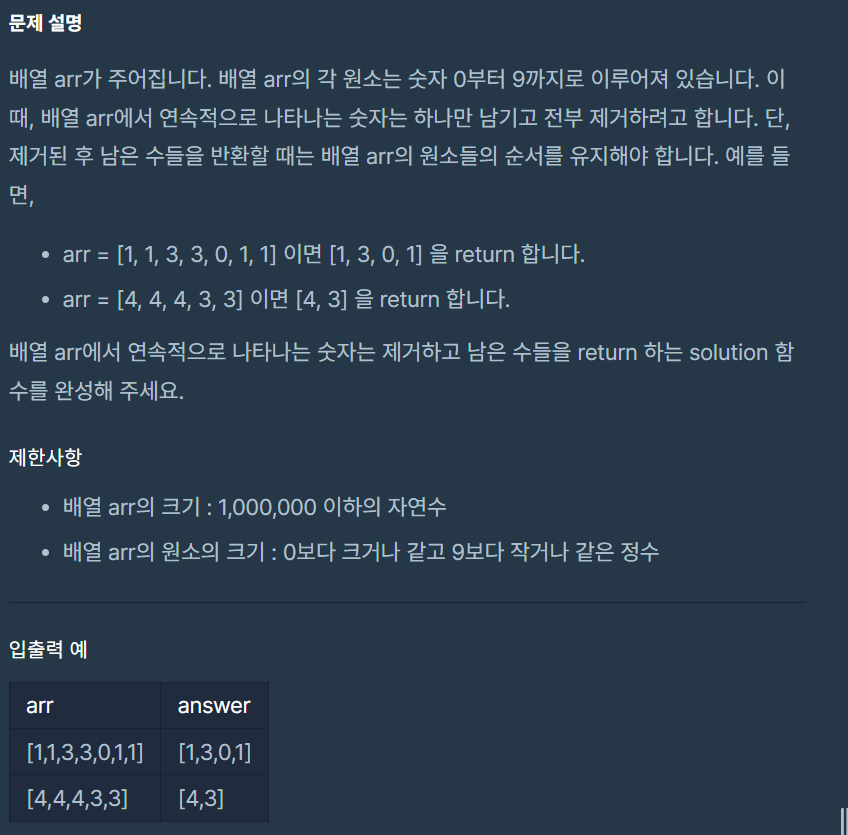 문제 설명
배열 arr가 주어집니다. 배열 arr의 각 원소는 숫자 0부터 9까지로 이루어져 있습니다. 이
때, 배열 arr에서 연속적으로 나타나는 숫자는 하나만 남기고 전부 제거하려고 합니다. 단,
제거된 후 남은 수들을 반환할 때는 배열 arr의 원소들의 순서를 유지해야 합니다. 예를 들
면,
• arr = [1, 1, 3, 3, 0, 1, 1] 이면 [1, 3, 0, 1] 을 return 합니다.
• arr = [4, 4, 4, 3, 3] 이면 [4, 3] 을 return 합니다.
배열 arr에서 연속적으로 나타나는 숫자는 제거하고 남은 수들을 return 하는 solution 함
수를 완성해 주세요.
제한사항
• 배열 arr의 크기 : 1,000,000 이하의 자연수
• 배열 arr의 원소의 크기 : 0보다 크거나 같고 9보다 작거나 같은 정수
입출력 예
arr answer
[1,1,3,3,0,1,1] [1,3,0,1]
[4,4,4,3,3] [4,3]